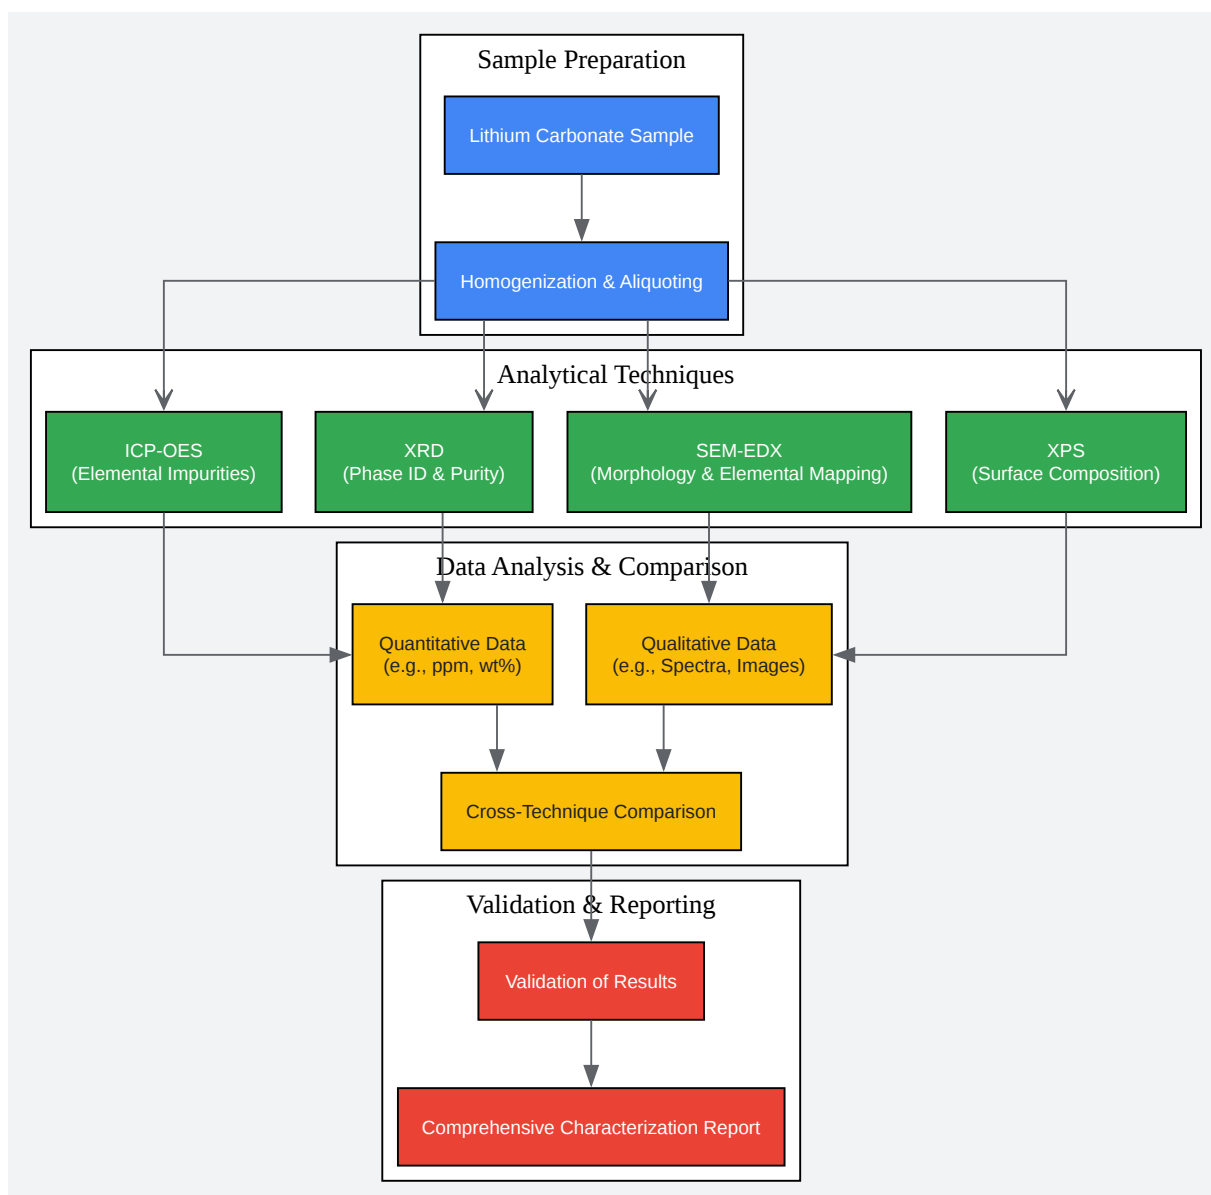 Sample Preparation
Lithium Carbonate Sample
Homogenization & Aliquoting
Analytical Techniques
ICP-OES
(Elemental Impurities)
XRD
(Phase ID & Purity)
SEM-EDX
(Morphology & Elemental Mapping)
XPS
(Surface Composition)
Data Analysis & Comparison
Quantitative Data
(e.g., ppm, wt%)
Qualitative Data
(e.g., Spectra, Images)
Cross-Technique Comparison
Validation & Reporting
Validation of Results
Comprehensive Characterization Report